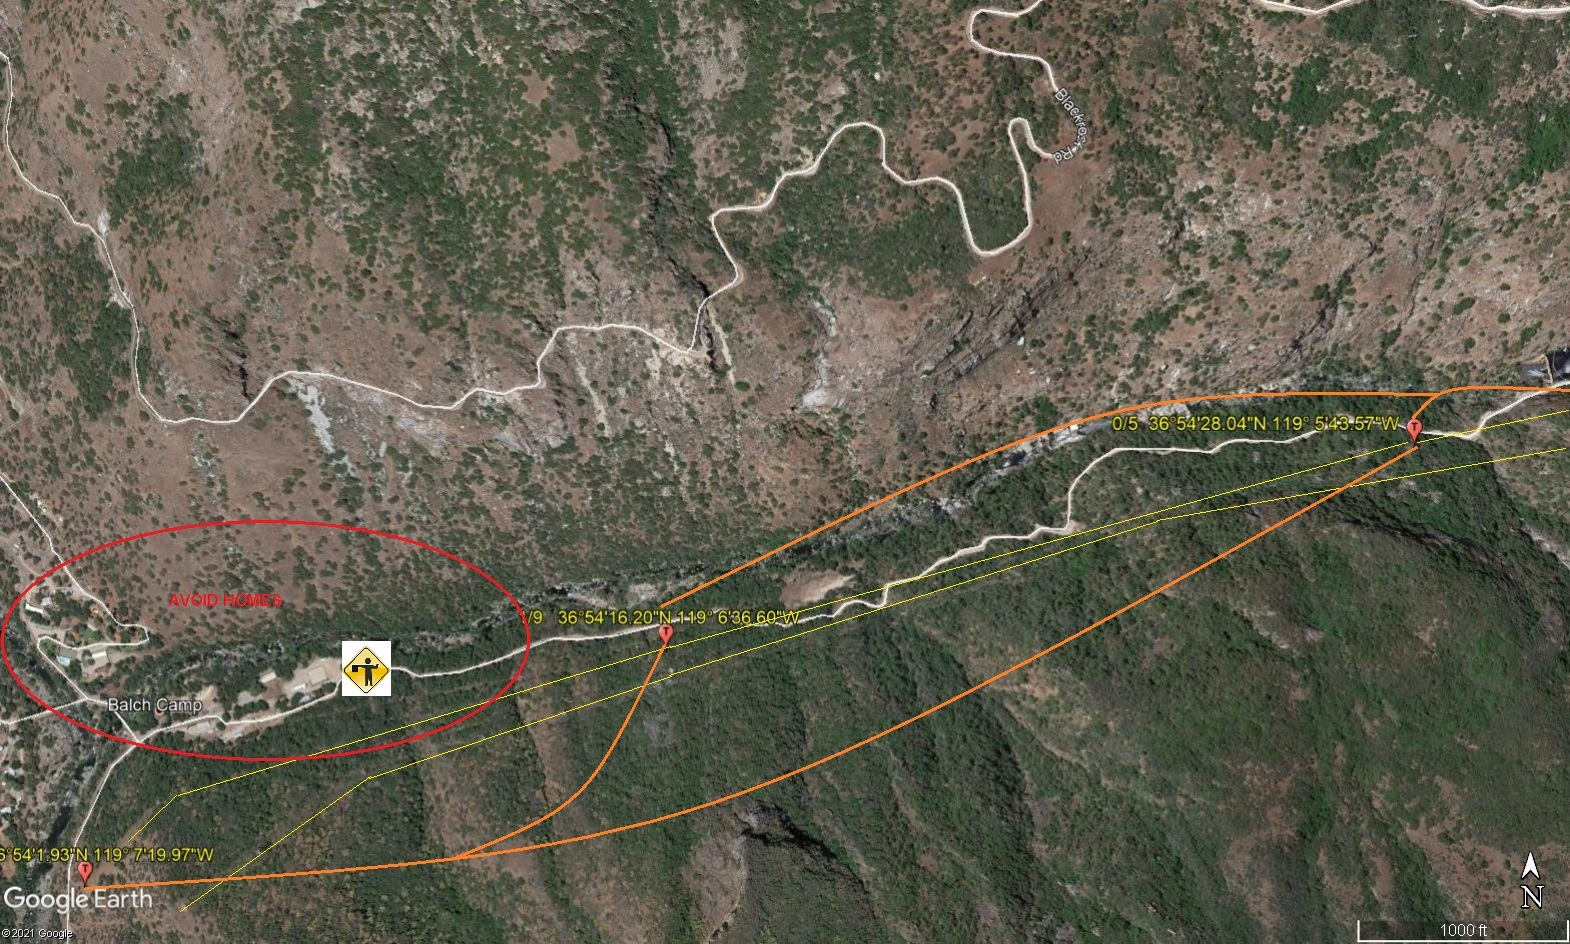 Blackrock Rd
0/5 36°54'28.04"N 119° 5'43.57"W
AVOID HOMES
1/9 36°54'16.20"N 119° 6'36.60"W
T
T
Balch Camp
6°54'1.93"N 119° 7'19.97"W
T
Google Earth
N
©2021 Google
1000 ft